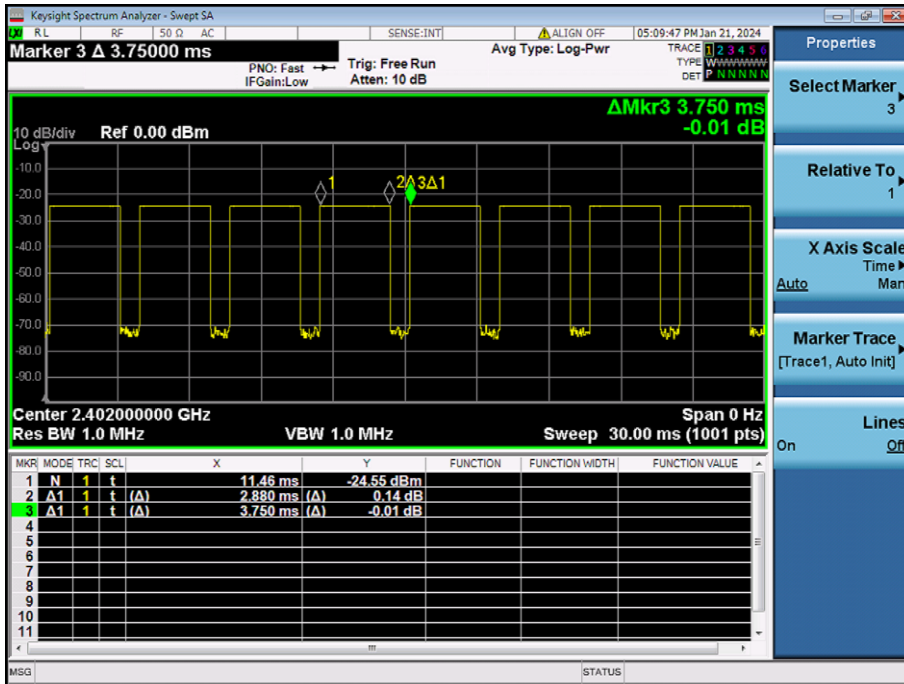 Keysight Spectrum Analyzer - Swept SA
LXI RL RF 50 Ω AC SENSE:INT ALIGN OFF 05:09:47 PM Jan 21, 2024
Marker 3 Δ 3.75000 ms
PNO: Fast
IFGain:Low
Trig: Free Run
Atten: 10 dB
Avg Type: Log-Pwr
TRACE 1 2 3 4 5 6
TYPE WWWWWW
DET P N N N N N
ΔMkr3 3.750 ms
-0.01 dB
10 dB/div Ref 0.00 dBm
Log
-10.0
-20.0
-30.0
-40.0
-50.0
-60.0
-70.0
-80.0
-90.0
1 2Δ 3Δ1
Center 2.402000000 GHz Span 0 Hz
Res BW 1.0 MHz VBW 1.0 MHz Sweep 30.00 ms (1001 pts)
MKR MODE TRC SCL X Y FUNCTION FUNCTION WIDTH FUNCTION VALUE
1 N 1 t 11.46 ms -24.55 dBm
2 Δ1 1 t (Δ) 2.880 ms (Δ) 0.14 dB
3 Δ1 1 t (Δ) 3.750 ms (Δ) -0.01 dB
4
5
6
7
8
9
10
11
MSG STATUS
Properties
Select Marker
3
Relative To
1
X Axis Scale
Time
Auto Man
Marker Trace
[Trace1, Auto Init]
Lines
On Off